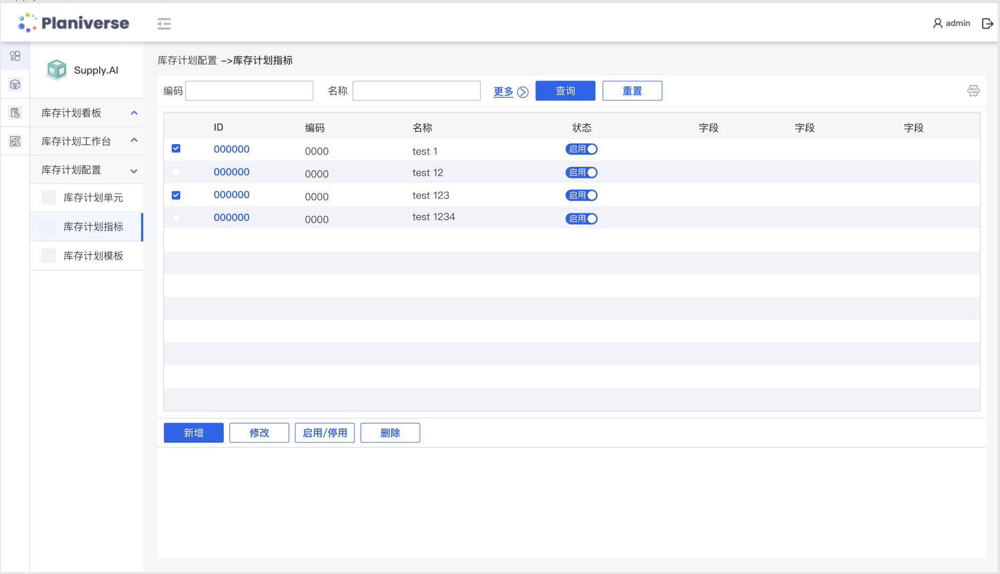 Planiverse
admin
Supply.AI
库存计划看板
库存计划工作台
库存计划配置
库存计划单元
库存计划指标
库存计划模板
库存计划配置 ->库存计划指标
编码 名称 更多 查询 重置
ID 编码 名称 状态 字段 字段 字段
000000 0000 test 1 启用
000000 0000 test 12 启用
000000 0000 test 123 启用
000000 0000 test 1234 启用
新增 修改 启用/停用 删除